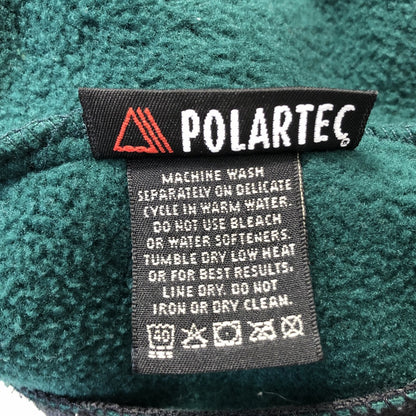 POLARTEC
MACHINE WASH
SEPARATELY ON DELICATE
CYCLE IN WARM WATER.
DO NOT USE BLEACH
OR WATER SOFTENERS.
TUMBLE DRY LOW HEAT
OR FOR BEST RESULTS,
LINE DRY. DO NOT
IRON OR DRY CLEAN.
40